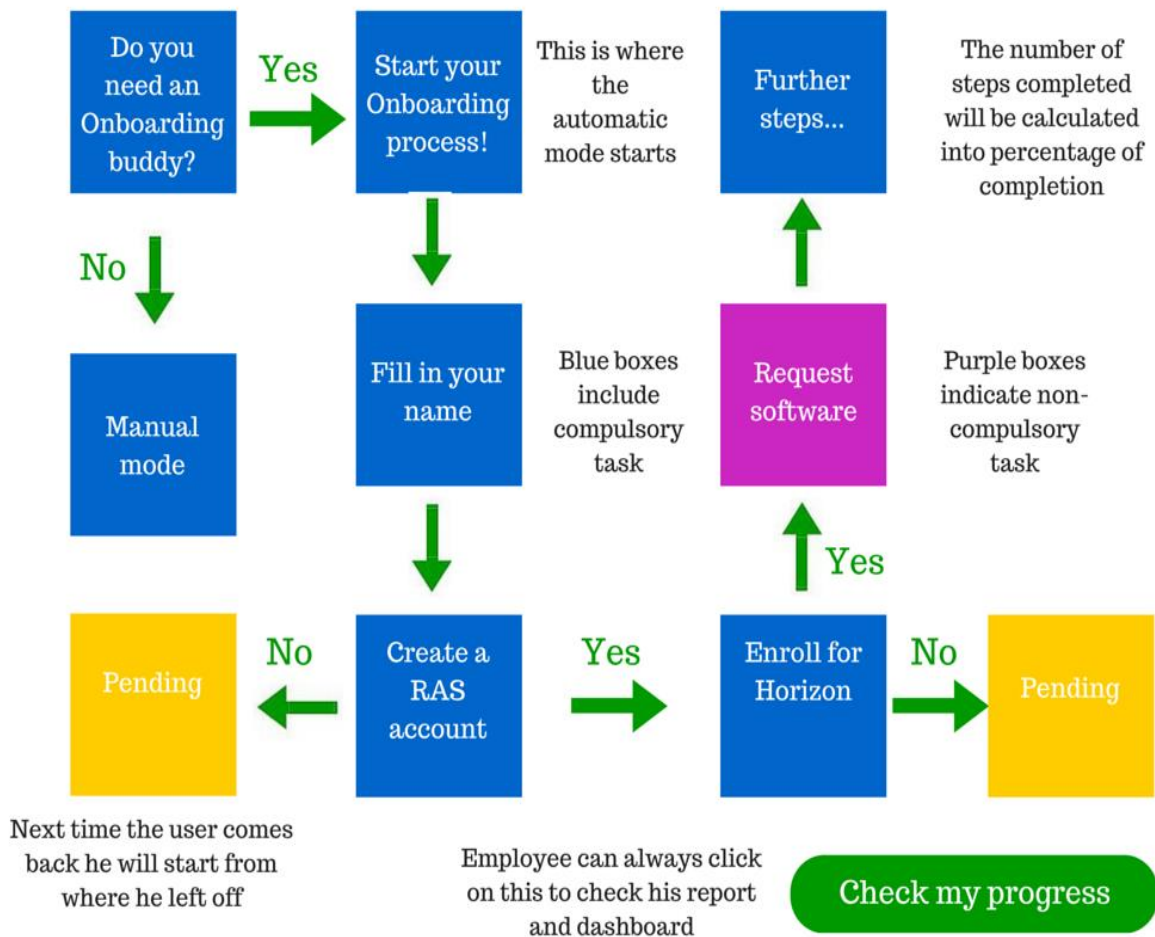 Do you
need an
Onboarding
buddy?
Yes
Start your
Onboarding
process!
This is where
the
automatic
mode starts
Further
steps...
The number of
steps completed
will be calculated
into percentage of
completion
No
Manual
mode
Fill in your
name
Blue boxes
include
compulsory
task
Request
software
Purple boxes
indicate non-
compulsory
task
Yes
Pending
No
Create a
RAS
account
Yes
Enroll for
Horizon
No
Pending
Next time the user comes
back he will start from
where he left off
Employee can always click
on this to check his report
and dashboard
Check my progress